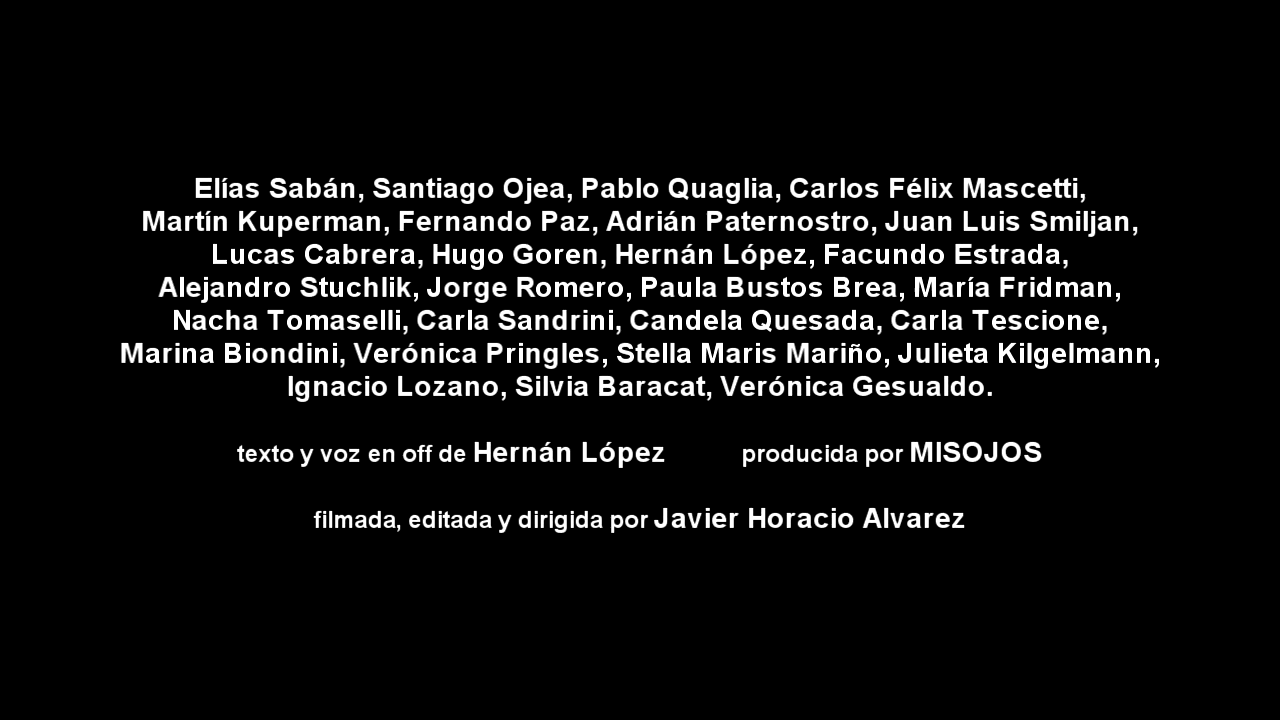 Elías Sabán, Santiago Ojea, Pablo Quaglia, Carlos Félix Mascetti,
Martín Kuperman, Fernando Paz, Adrián Paternostro, Juan Luis Smiljan,
Lucas Cabrera, Hugo Goren, Hernán López, Facundo Estrada,
Alejandro Stuchlik, Jorge Romero, Paula Bustos Brea, María Fridman,
Nacha Tomaselli, Carla Sandrini, Candela Quesada, Carla Tescione,
Marina Biondini, Verónica Pringles, Stella Maris Mariño, Julieta Kilgelmann,
Ignacio Lozano, Silvia Baracat, Verónica Gesualdo.
texto y voz en off de Hernán López producida por MISOJOS
filmada, editada y dirigida por Javier Horacio Alvarez